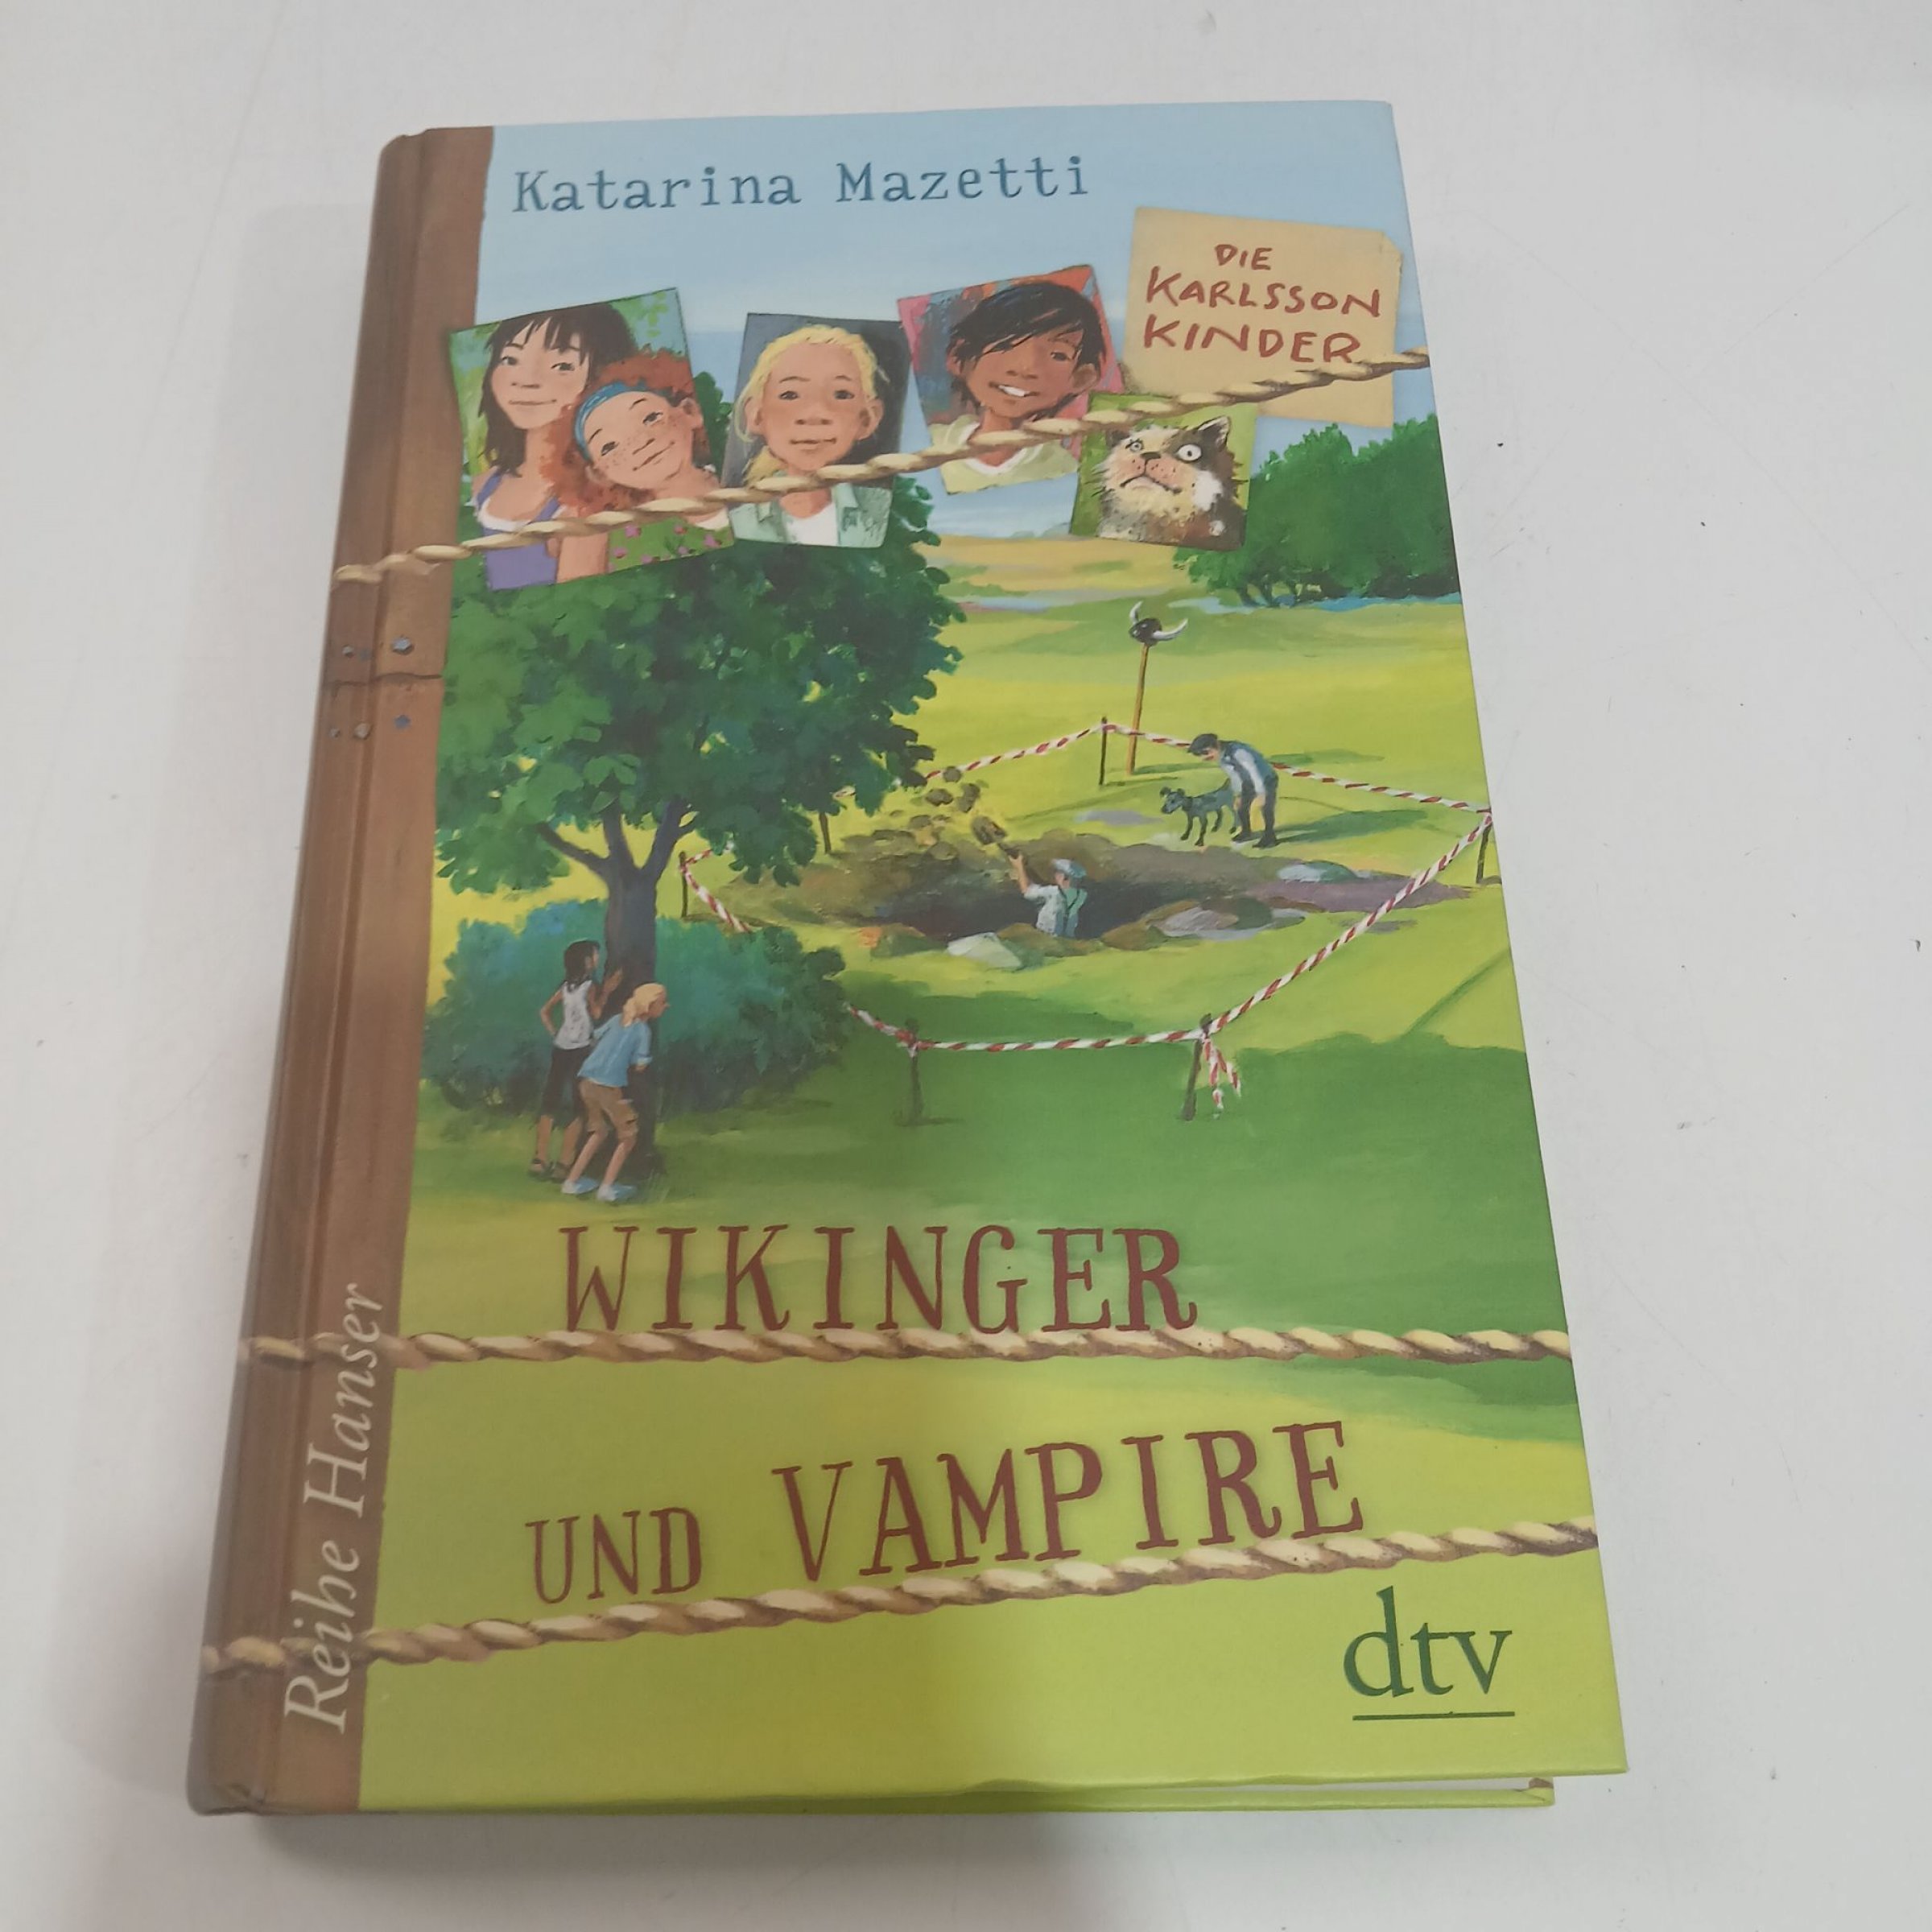 Katarina Mazetti
DIE
KARLSSON
KINDER
WIKINGER
UND VAMPIRE
dtv
Reihe Hanser